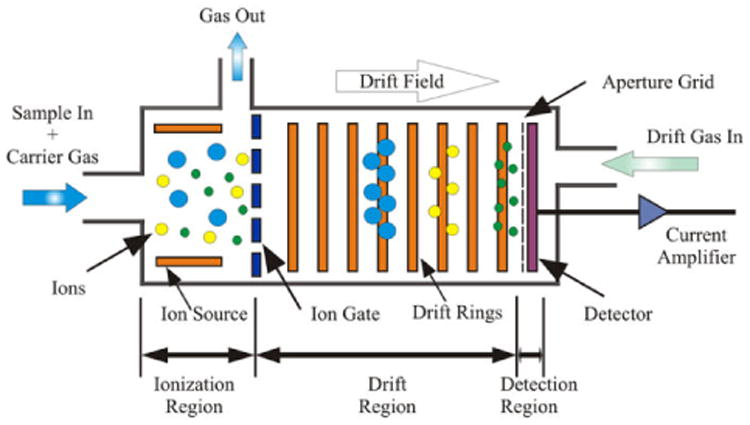 Gas Out
Drift Field
Aperture Grid
Sample In
+
Carrier Gas
Drift Gas In
Current
Amplifier
Ions
Ion Source
Ion Gate
Drift Rings
Detector
Ionization
Region
Drift
Region
Detection
Region